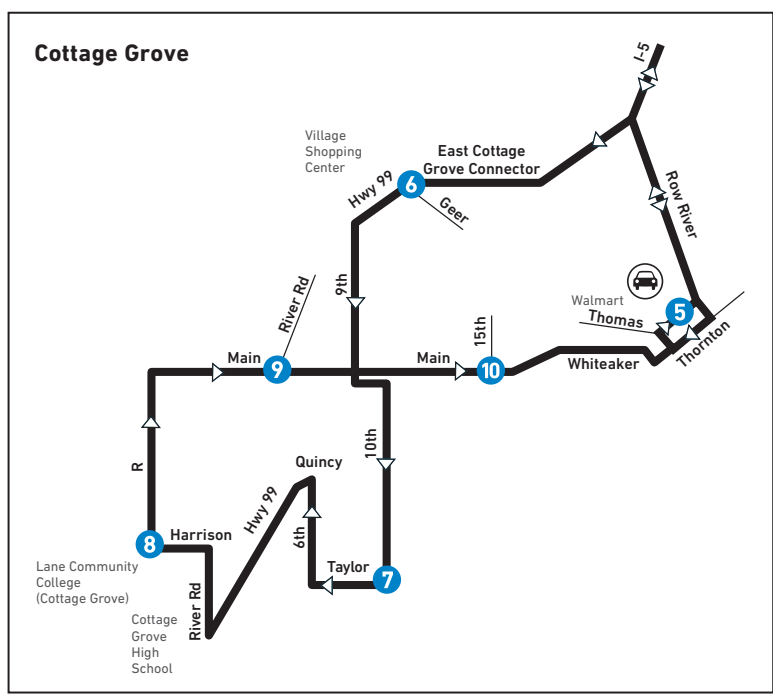 Cottage Grove
I-5
Village
Shopping
Center
East Cottage
Grove Connector
Hwy 99
6
Geer
Row River
9th
River Rd
Walmart
5
Thomas
Thornton
15th
Main
9
Main
10
Whiteaker
10th
R
Quincy
Hwy 99
6th
8
Harrison
Taylor
7
Lane Community
College
(Cottage Grove)
River Rd
Cottage
Grove
High
School